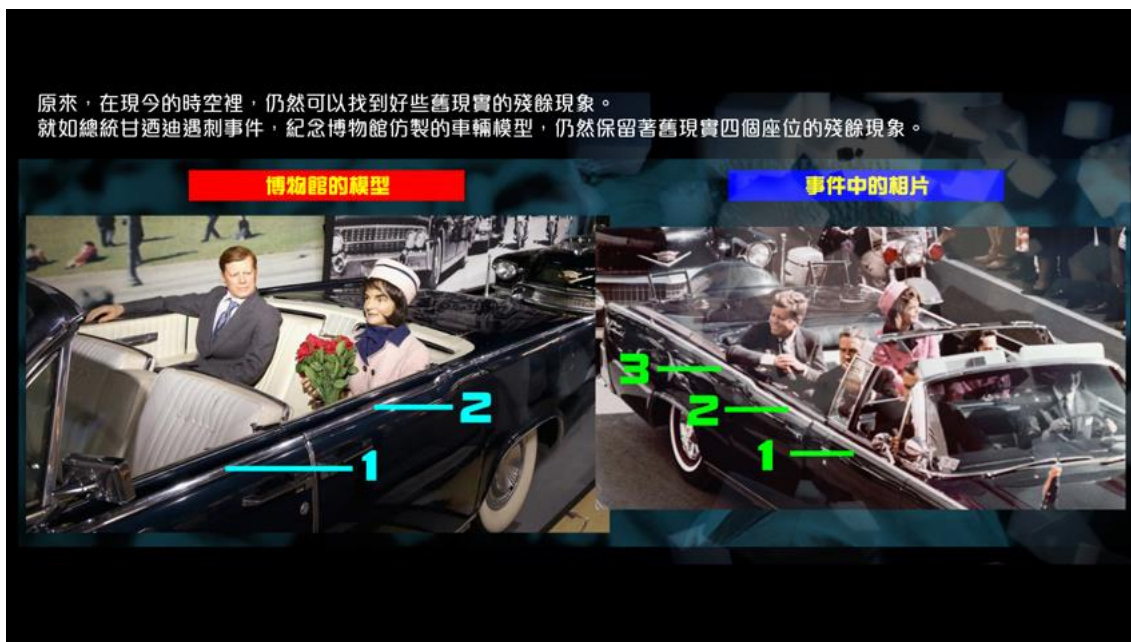 原來，在現今的時空裡，仍然可以找到好些舊現實的殘餘現象。
就如總統甘迺迪遇刺事件，紀念博物館仿製的車輛模型，仍然保留著舊現實四個座位的殘餘現象。
博物館的模型
事件中的相片
2
1
3
2
1